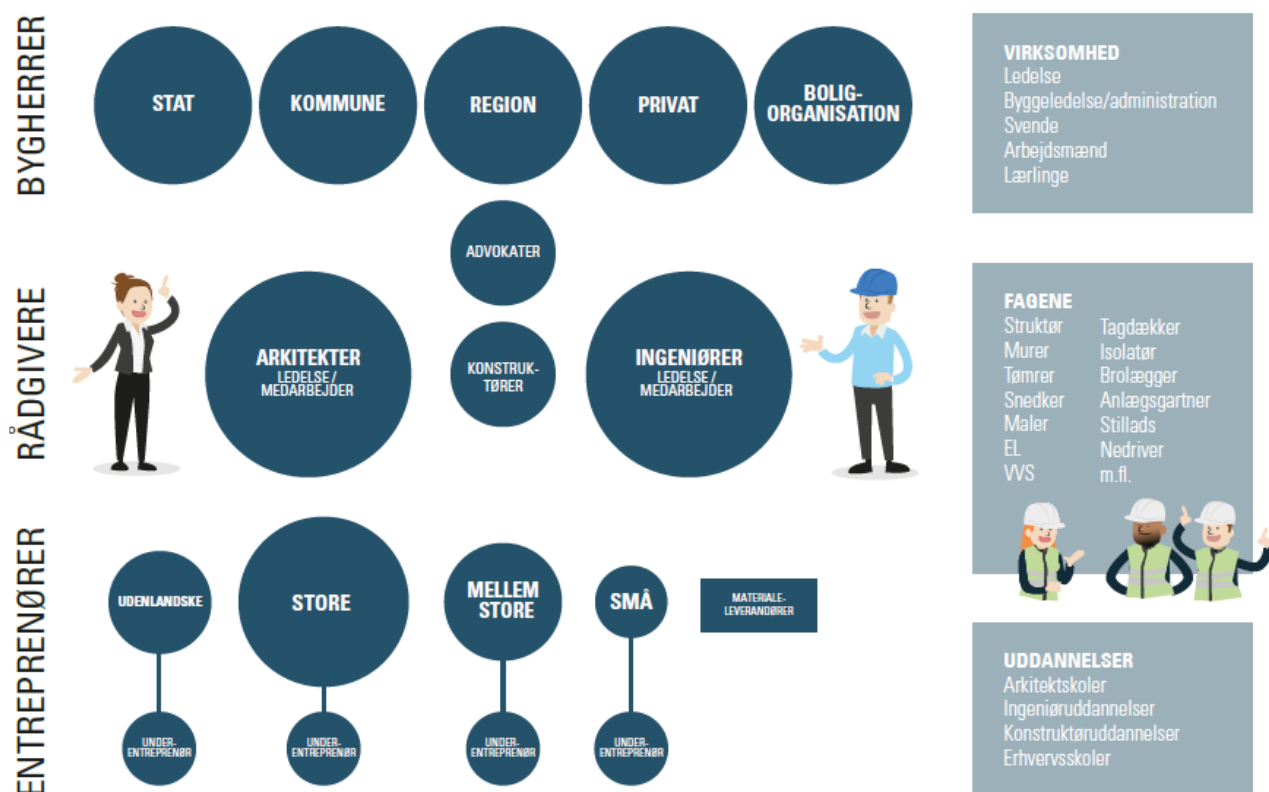 BYGHERRER
STAT
KOMMUNE
REGION
PRIVAT
BOLIG-
ORGANISATION
RÅDGIVERE
ADVOKATER
ARKITEKTER
LEDELSE /
MEDARBEJDER
KONSTRUK-
TØRER
INGENIØRER
LEDELSE /
MEDARBEJDER
ENTREPRENØRER
UDENLANDSKE
STORE
MELLEM
STORE
SMÅ
MATERIALE-
LEVERANDØRER
UNDER-
ENTREPRENØR
UNDER-
ENTREPRENØR
UNDER-
ENTREPRENØR
UNDER-
ENTREPRENØR
VIRKSOMHED
Ledelse
Byggeledelse/administration
Svende
Arbejdsmænd
Lærlinge
FAGENE
Struktør
Murer
Tømrer
Snedker
Maler
EL
VVS
Tagdækker
Isolatør
Brolægger
Anlægsgartner
Stillads
Nedriver
m.fl.
UDDANNELSER
Arkitektskoler
Ingeniøruddannelser
Konstruktøruddannelser
Erhvervsskoler